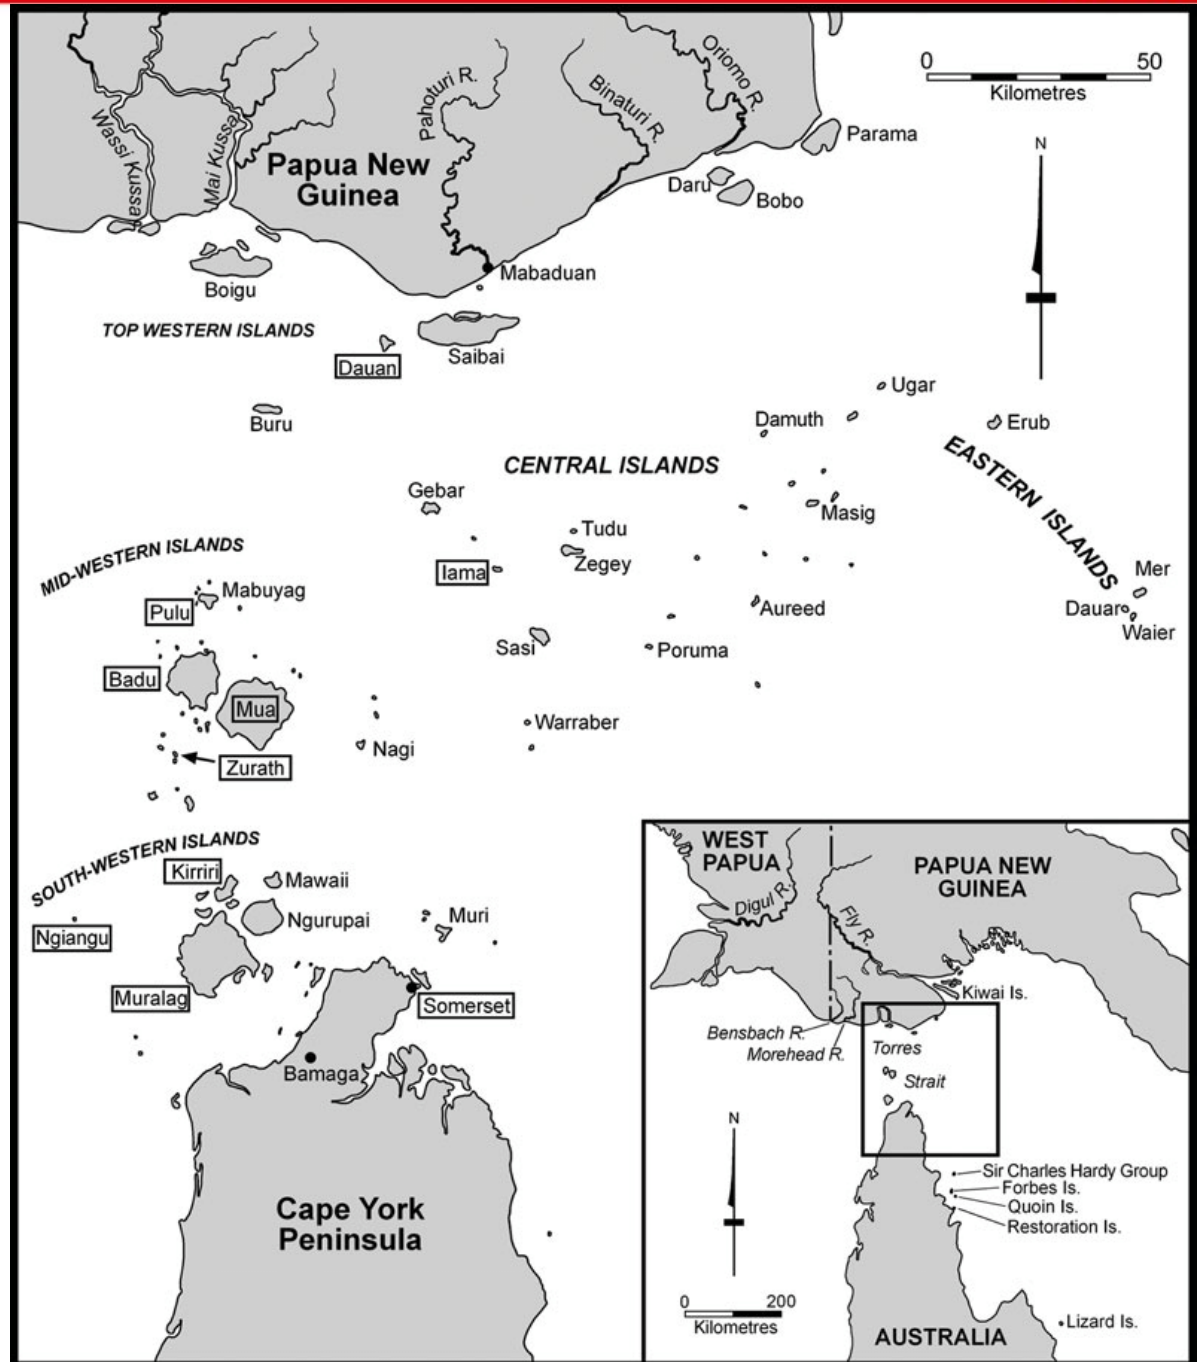 0 50
Kilometres
N
Wassi Kussa
Mai Kussa
Pahoturi R.
Binaturi R.
Oriomo R.
Papua New
Guinea
Parama
Daru
Bobo
Mabaduan
Boigu
TOP WESTERN ISLANDS
Dauan
Saibai
Buru
Ugar
Damuth
Erub
CENTRAL ISLANDS
EASTERN ISLANDS
Gebar
Masig
Tudu
Zegey
Iama
MID-WESTERN ISLANDS
Mabuyag
Pulu
Mer
Dauar
Waier
Aureed
Sasi
Poruma
Badu
Mua
Warraber
Nagi
Zurath
SOUTH-WESTERN ISLANDS
Kirriri
Mawaii
Ngurupai
Muri
Ngiangu
Muralag
Somerset
Bamaga
Cape York
Peninsula
WEST
PAPUA
PAPUA NEW
GUINEA
Digul R.
Fly R.
Kiwai Is.
Bensbach R.
Morehead R.
Torres
Strait
N
Sir Charles Hardy Group
Forbes Is.
Quoin Is.
Restoration Is.
0 200
Kilometres
Lizard Is.
AUSTRALIA